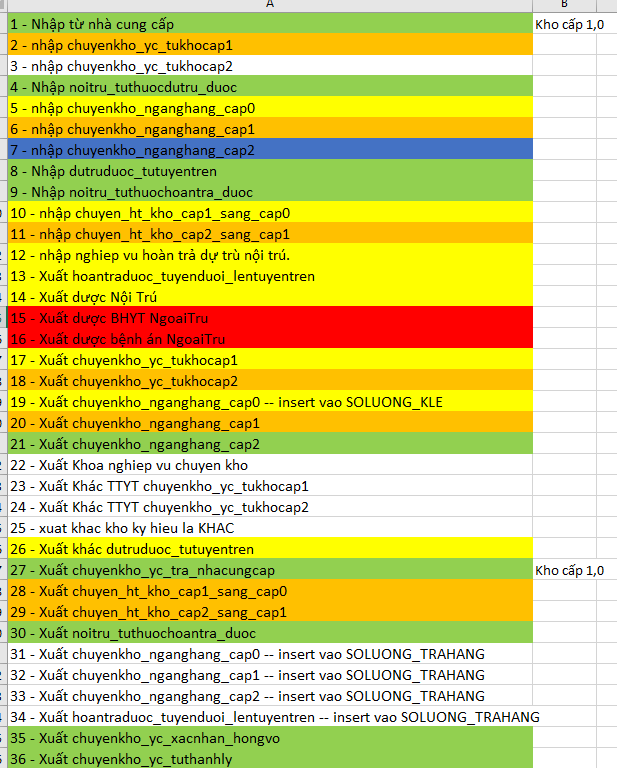 A
B
1 - Nhập từ nhà cung cấp Kho cấp 1,0
2 - nhập chuyenkho_yc_tukhocap1
3 - nhập chuyenkho_yc_tukhocap2
4 - Nhập noitru_tuthuocdutru_duoc
5 - nhập chuyenkho_nganghang_cap0
6 - nhập chuyenkho_nganghang_cap1
7 - nhập chuyenkho_nganghang_cap2
8 - Nhập dutruduoc_tutuyentren
9 - Nhập noitru_tuthuochoantra_duoc
10 - nhập chuyen_ht_kho_cap1_sang_cap0
11 - nhập chuyen_ht_kho_cap2_sang_cap1
12 - nhập nghiep vu hoàn trả dự trù nội trú.
13 - Xuất hoantraduoc_tuyenduoi_lentuyentren
14 - Xuất dược Nội Trú
15 - Xuất dược BHYT NgoaiTru
16 - Xuất dược bệnh án NgoaiTru
17 - Xuất chuyenkho_yc_tukhocap1
18 - Xuất chuyenkho_yc_tukhocap2
19 - Xuất chuyenkho_nganghang_cap0 -- insert vao SOLUONG_KLE
20 - Xuất chuyenkho_nganghang_cap1
21 - Xuất chuyenkho_nganghang_cap2
22 - Xuất Khoa nghiep vu chuyen kho
23 - Xuất Khác TTYT chuyenkho_yc_tukhocap1
24 - Xuất Khác TTYT chuyenkho_yc_tukhocap2
25 - xuat khac kho ky hieu la KHAC
26 - Xuất khác dutruduoc_tutuyentren
27 - Xuất chuyenkho_yc_tra_nhacungcap Kho cấp 1,0
28 - Xuất chuyen_ht_kho_cap1_sang_cap0
29 - Xuất chuyen_ht_kho_cap2_sang_cap1
30 - Xuất noitru_tuthuochoantra_duoc
31 - Xuất chuyenkho_nganghang_cap0 -- insert vao SOLUONG_TRAHANG
32 - Xuất chuyenkho_nganghang_cap1 -- insert vao SOLUONG_TRAHANG
33 - Xuất chuyenkho_nganghang_cap2 -- insert vao SOLUONG_TRAHANG
34 - Xuất hoantraduoc_tuyenduoi_lentuyentren -- insert vao SOLUONG_TRAHANG
35 - Xuất chuyenkho_yc_xacnhan_hongvo
36 - Xuất chuyenkho_yc_tuthanhly